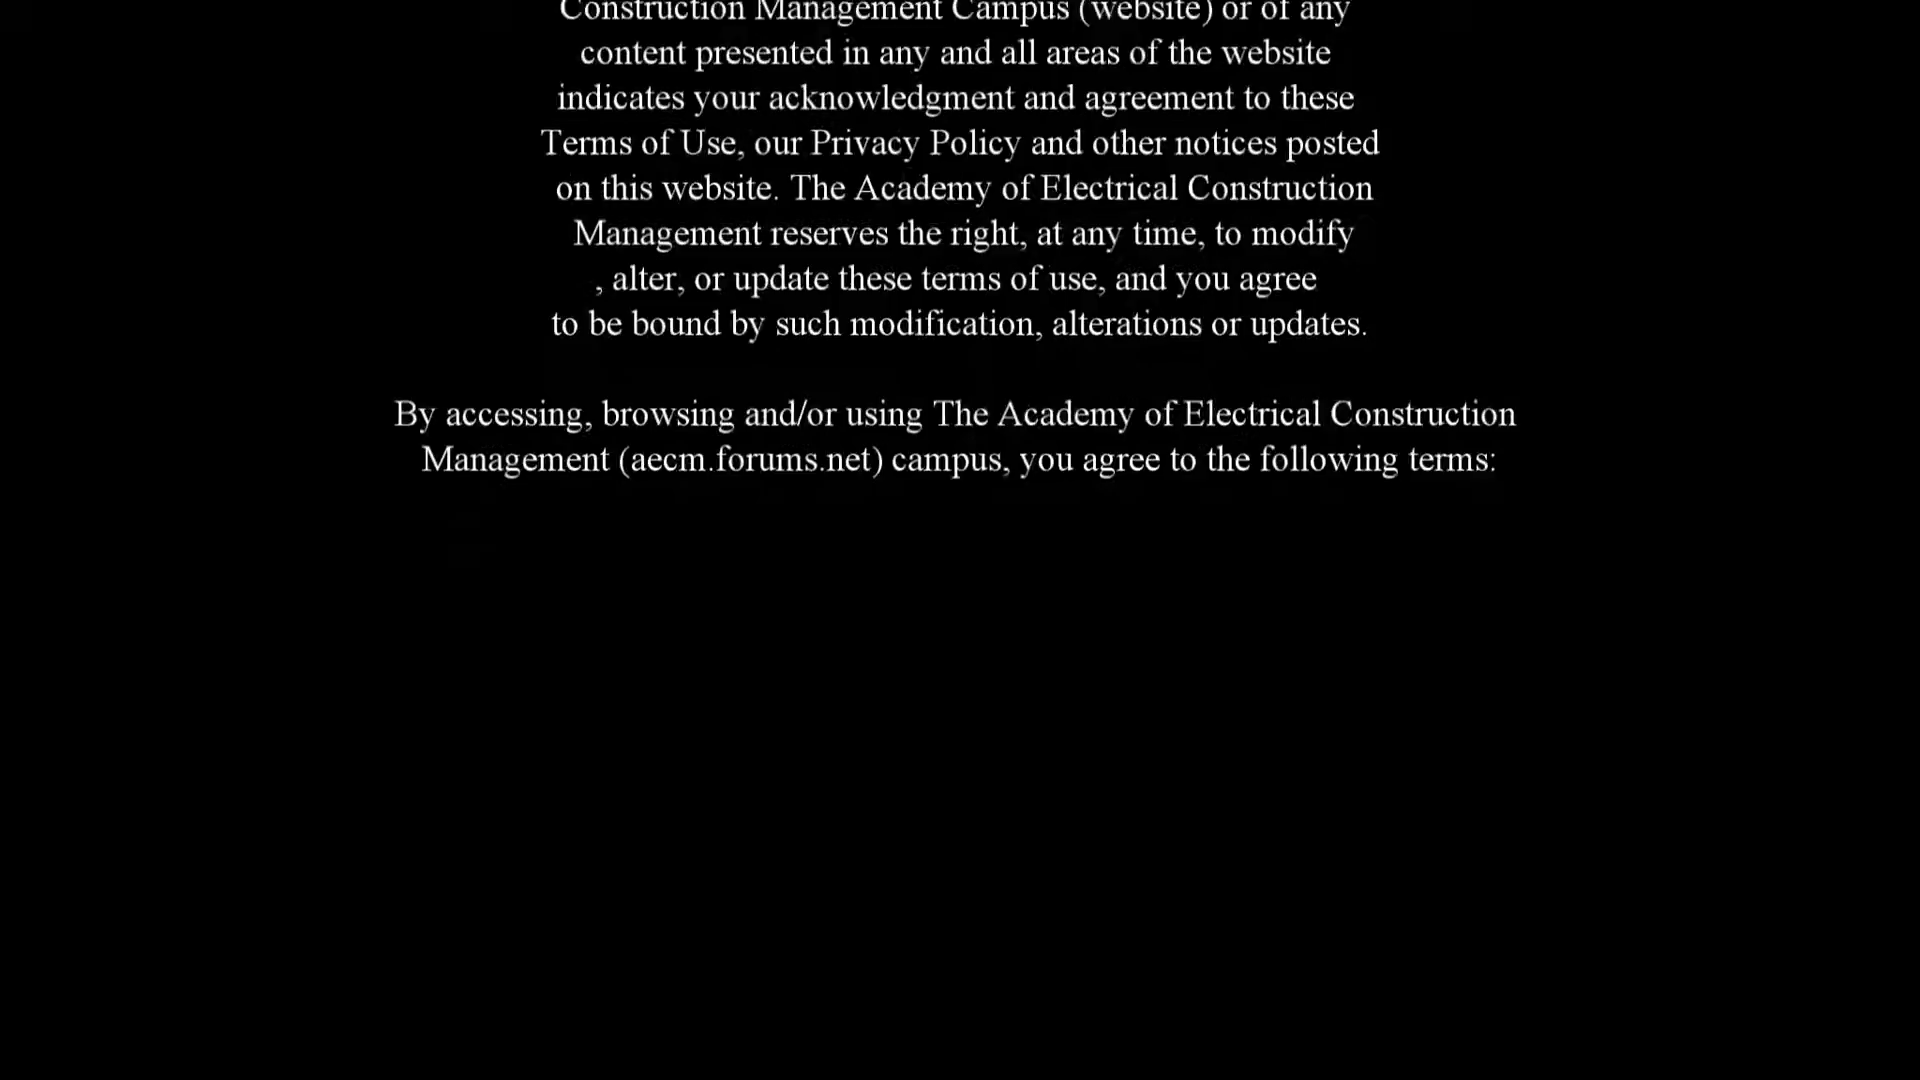 Construction Management Campus (website) or of any
content presented in any and all areas of the website
indicates your acknowledgment and agreement to these
Terms of Use, our Privacy Policy and other notices posted
on this website. The Academy of Electrical Construction
Management reserves the right, at any time, to modify
, alter, or update these terms of use, and you agree
to be bound by such modification, alterations or updates.
By accessing, browsing and/or using The Academy of Electrical Construction
Management (aecm.forums.net) campus, you agree to the following terms: